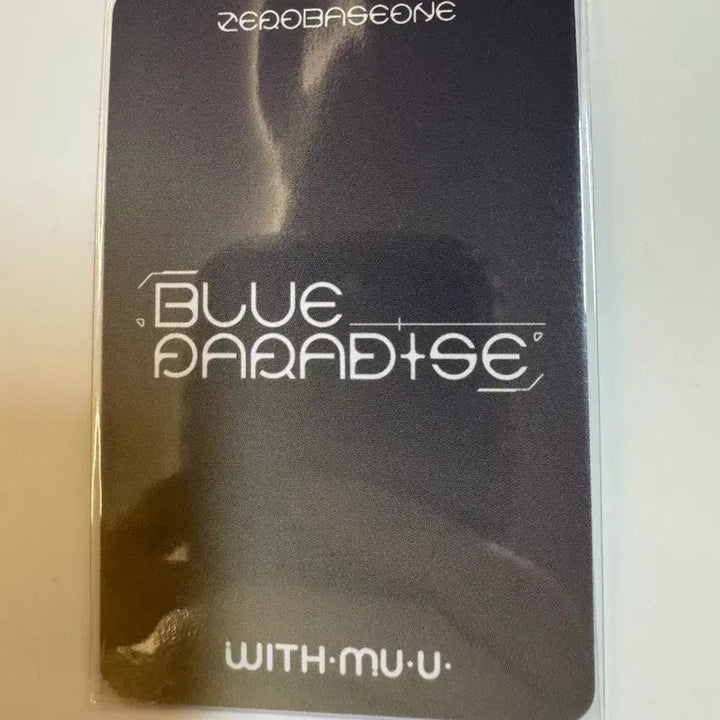 ZEROBASEONE
BLUE
PARADISE
WITH·MU·U·